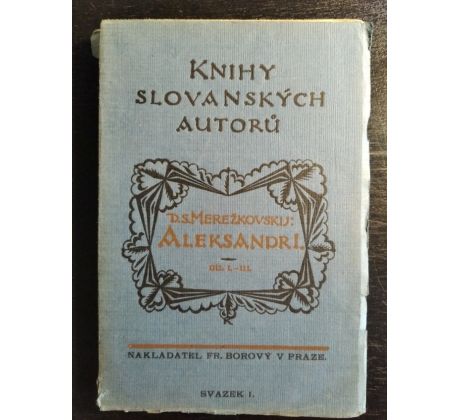 KNIHY
SLOVANSKÝCH
AUTORŮ
D.S.MEREŽKOVSKIJ:
ALEKSANDR I.
DÍL I.–III.
NAKLADATEL FR. BOROVÝ V PRAZE.
SVAZEK I.